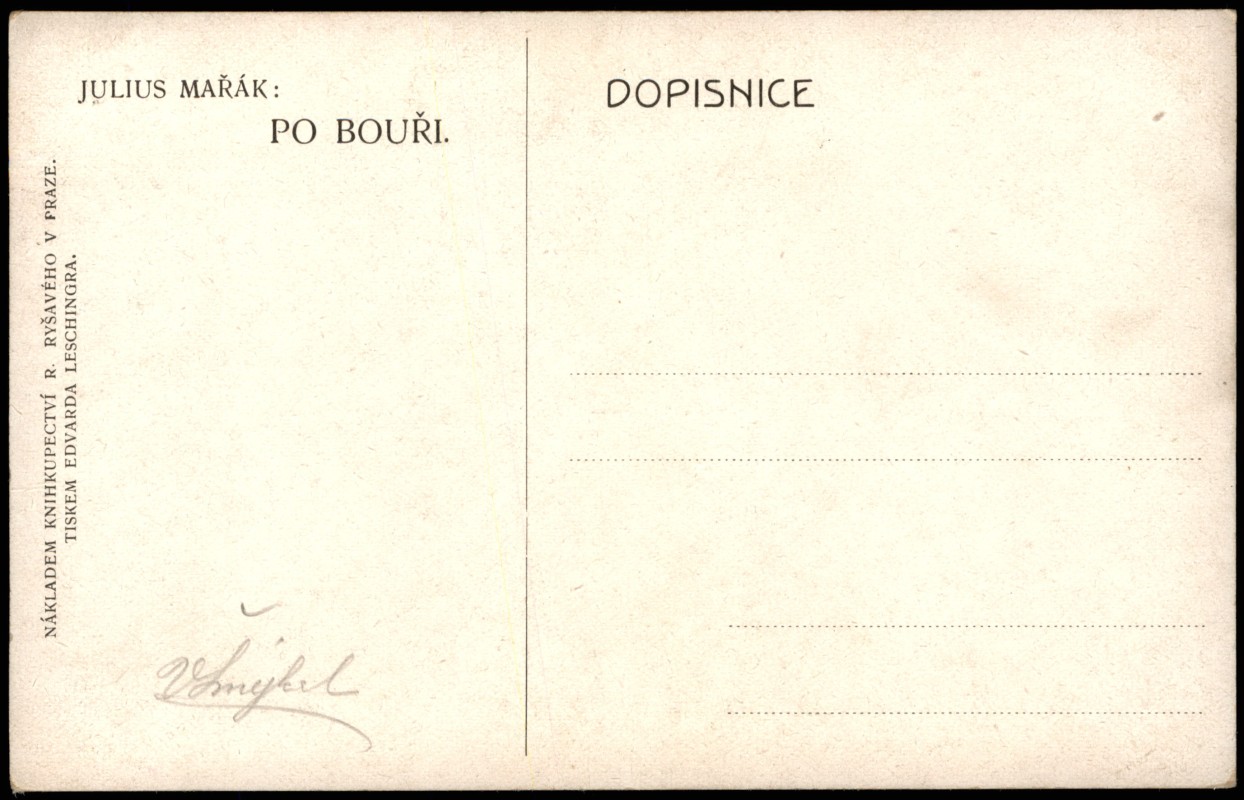 JULIUS MAŘÁK:
PO BOUŘI.
DOPISNICE
NÁKLADEM KNIHKUPECTVÍ R. RYŠAVÉHO V PRAZE.
TISKEM EDVARDA LESCHINGRA.